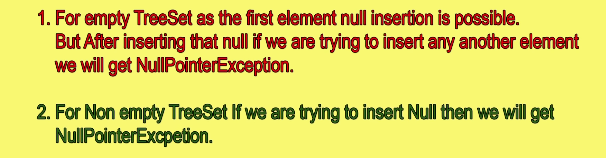 1. For empty TreeSet as the first element null insertion is possible.
But After inserting that null if we are trying to insert any another element
we will get NullPointerException.
2. For Non empty TreeSet If we are trying to insert Null then we will get
NullPointerExcpetion.